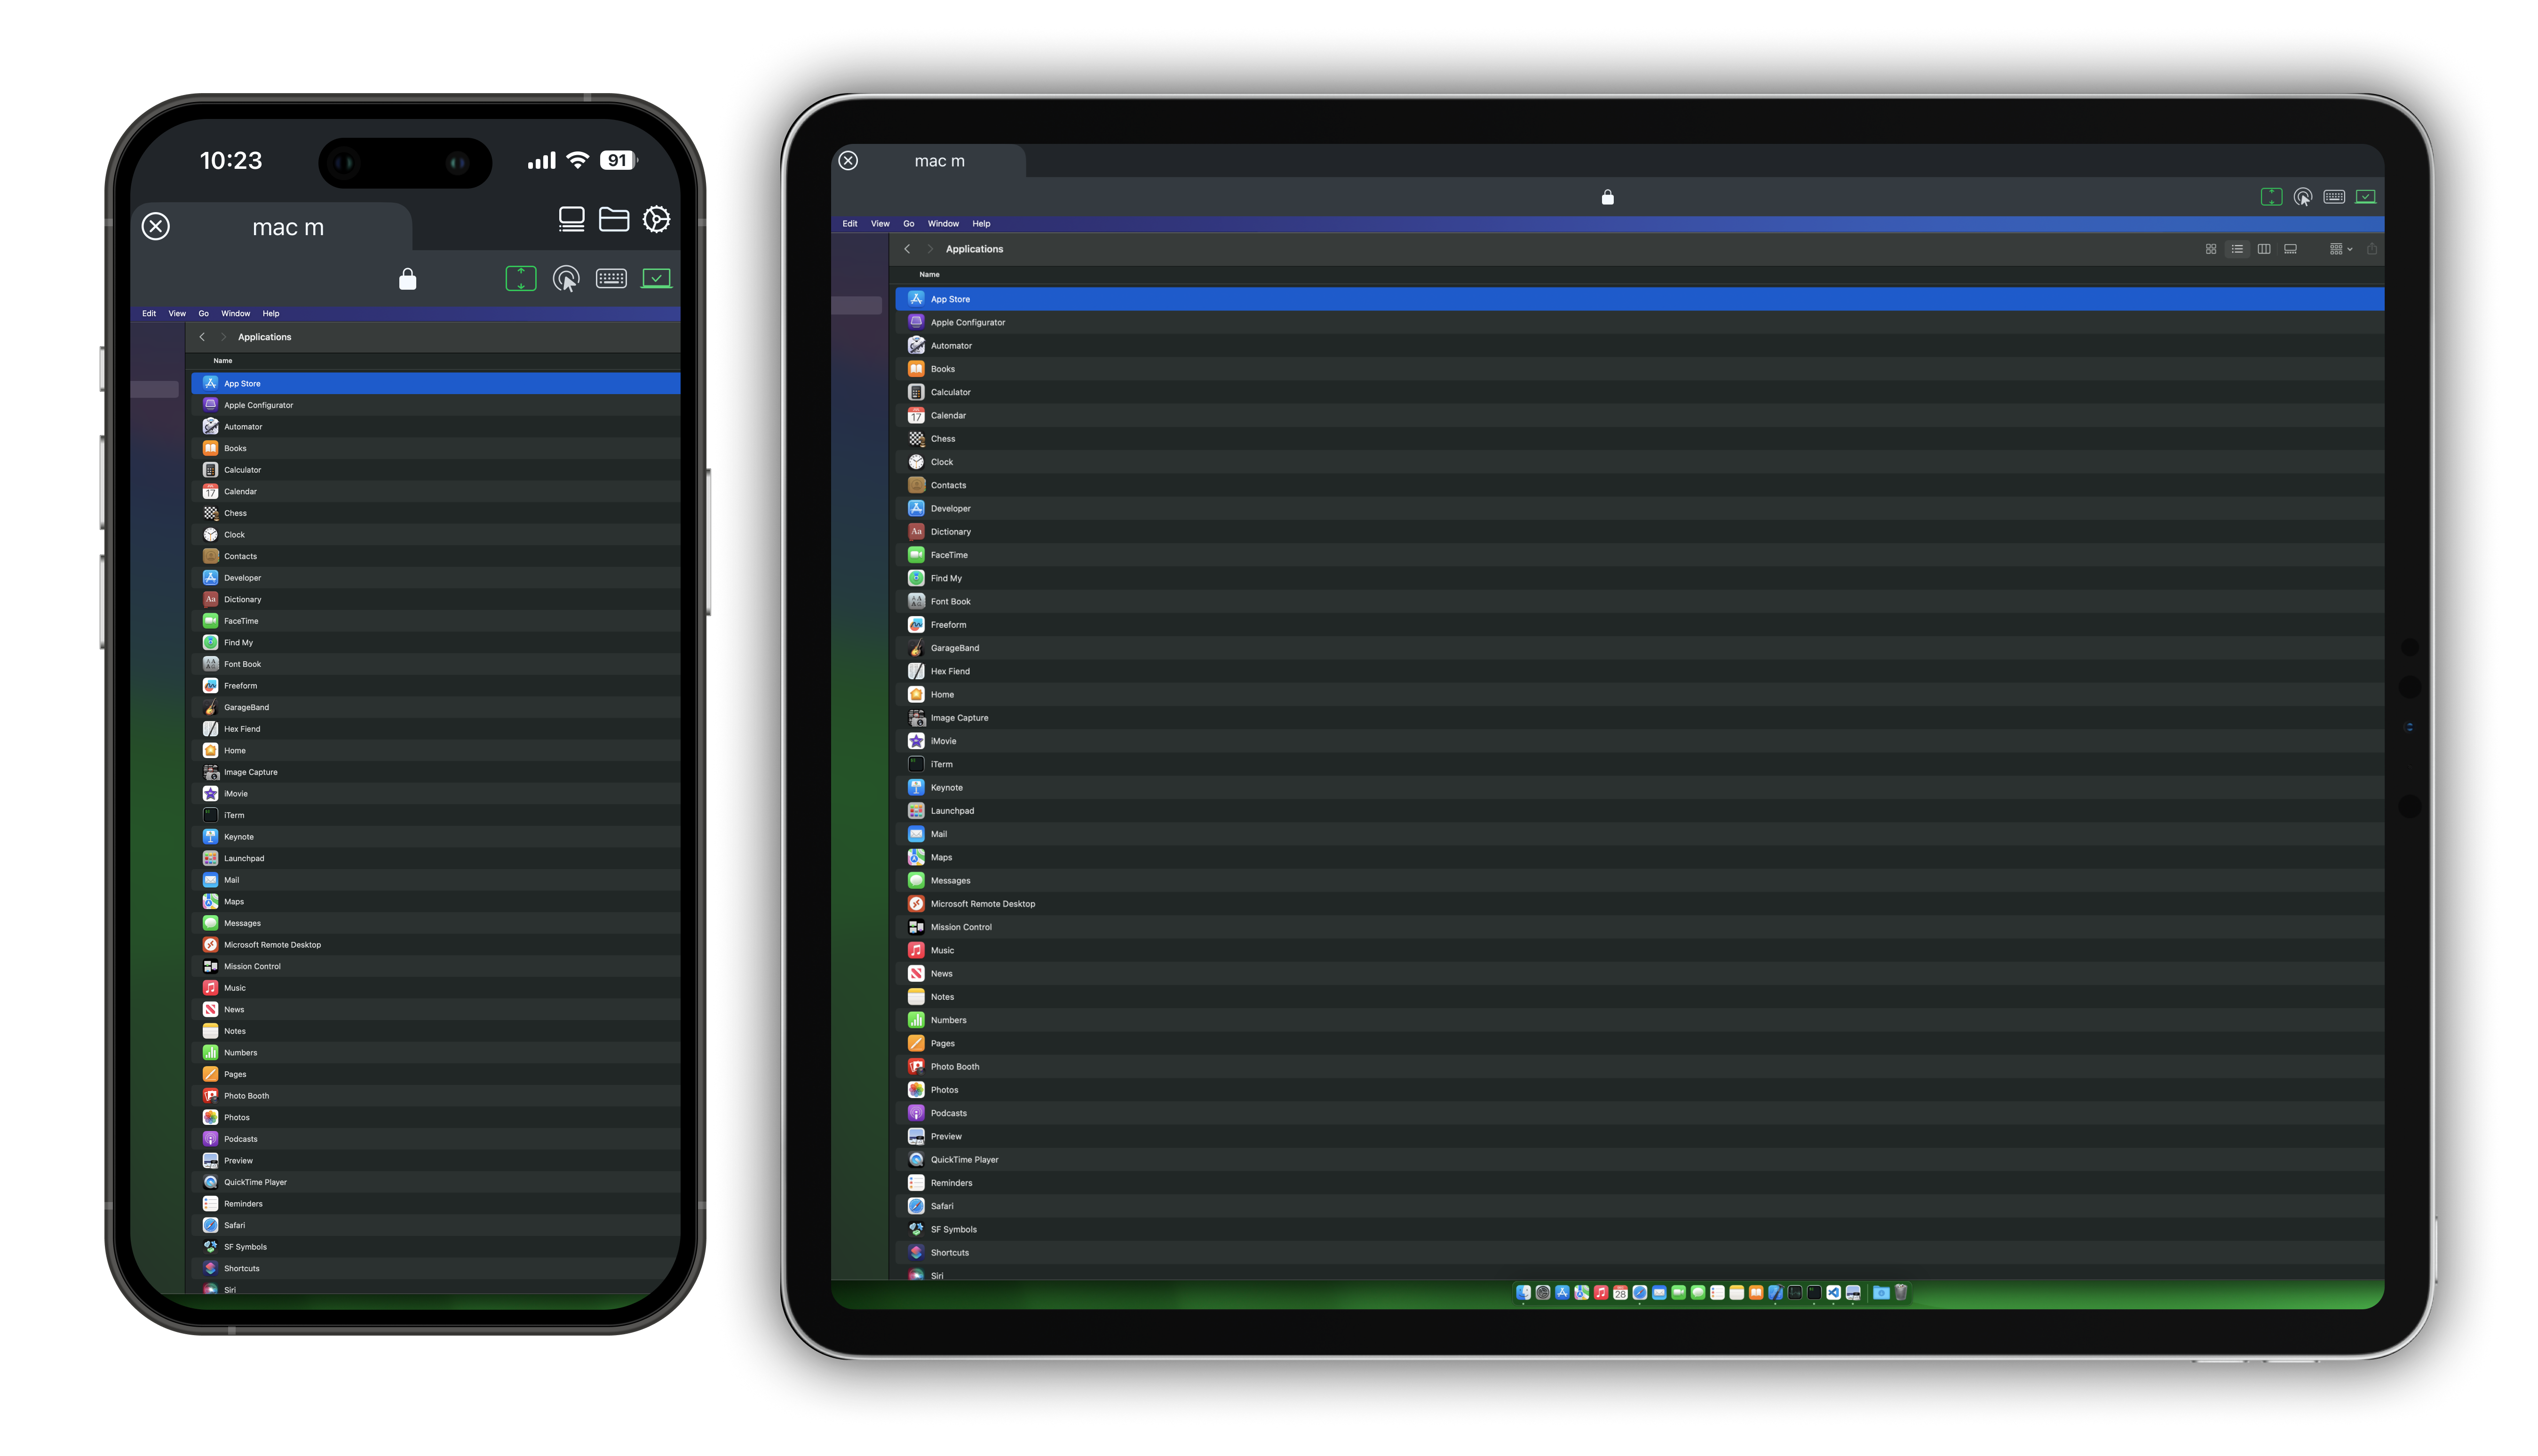 10:23
91
mac m
Edit View Go Window Help
Applications
Name
App Store
Apple Configurator
Automator
Books
Calculator
17
Calendar
Chess
Clock
Contacts
Developer
Aa
Dictionary
FaceTime
Find My
Font Book
Freeform
GarageBand
Hex Fiend
Home
Image Capture
iMovie
iTerm
Keynote
Launchpad
Mail
Maps
Messages
Microsoft Remote Desktop
Mission Control
Music
News
Notes
Numbers
Pages
Photo Booth
Photos
Podcasts
Preview
QuickTime Player
Reminders
Safari
SF Symbols
Shortcuts
Siri
mac m
Edit View Go Window Help
Applications
Name
App Store
Apple Configurator
Automator
Books
Calculator
17
Calendar
Chess
Clock
Contacts
Developer
Aa
Dictionary
FaceTime
Find My
Font Book
Freeform
GarageBand
Hex Fiend
Home
Image Capture
iMovie
iTerm
Keynote
Launchpad
Mail
Maps
Messages
Microsoft Remote Desktop
Mission Control
Music
News
Notes
Numbers
Pages
Photo Booth
Photos
Podcasts
Preview
QuickTime Player
Reminders
Safari
SF Symbols
Shortcuts
Siri
28